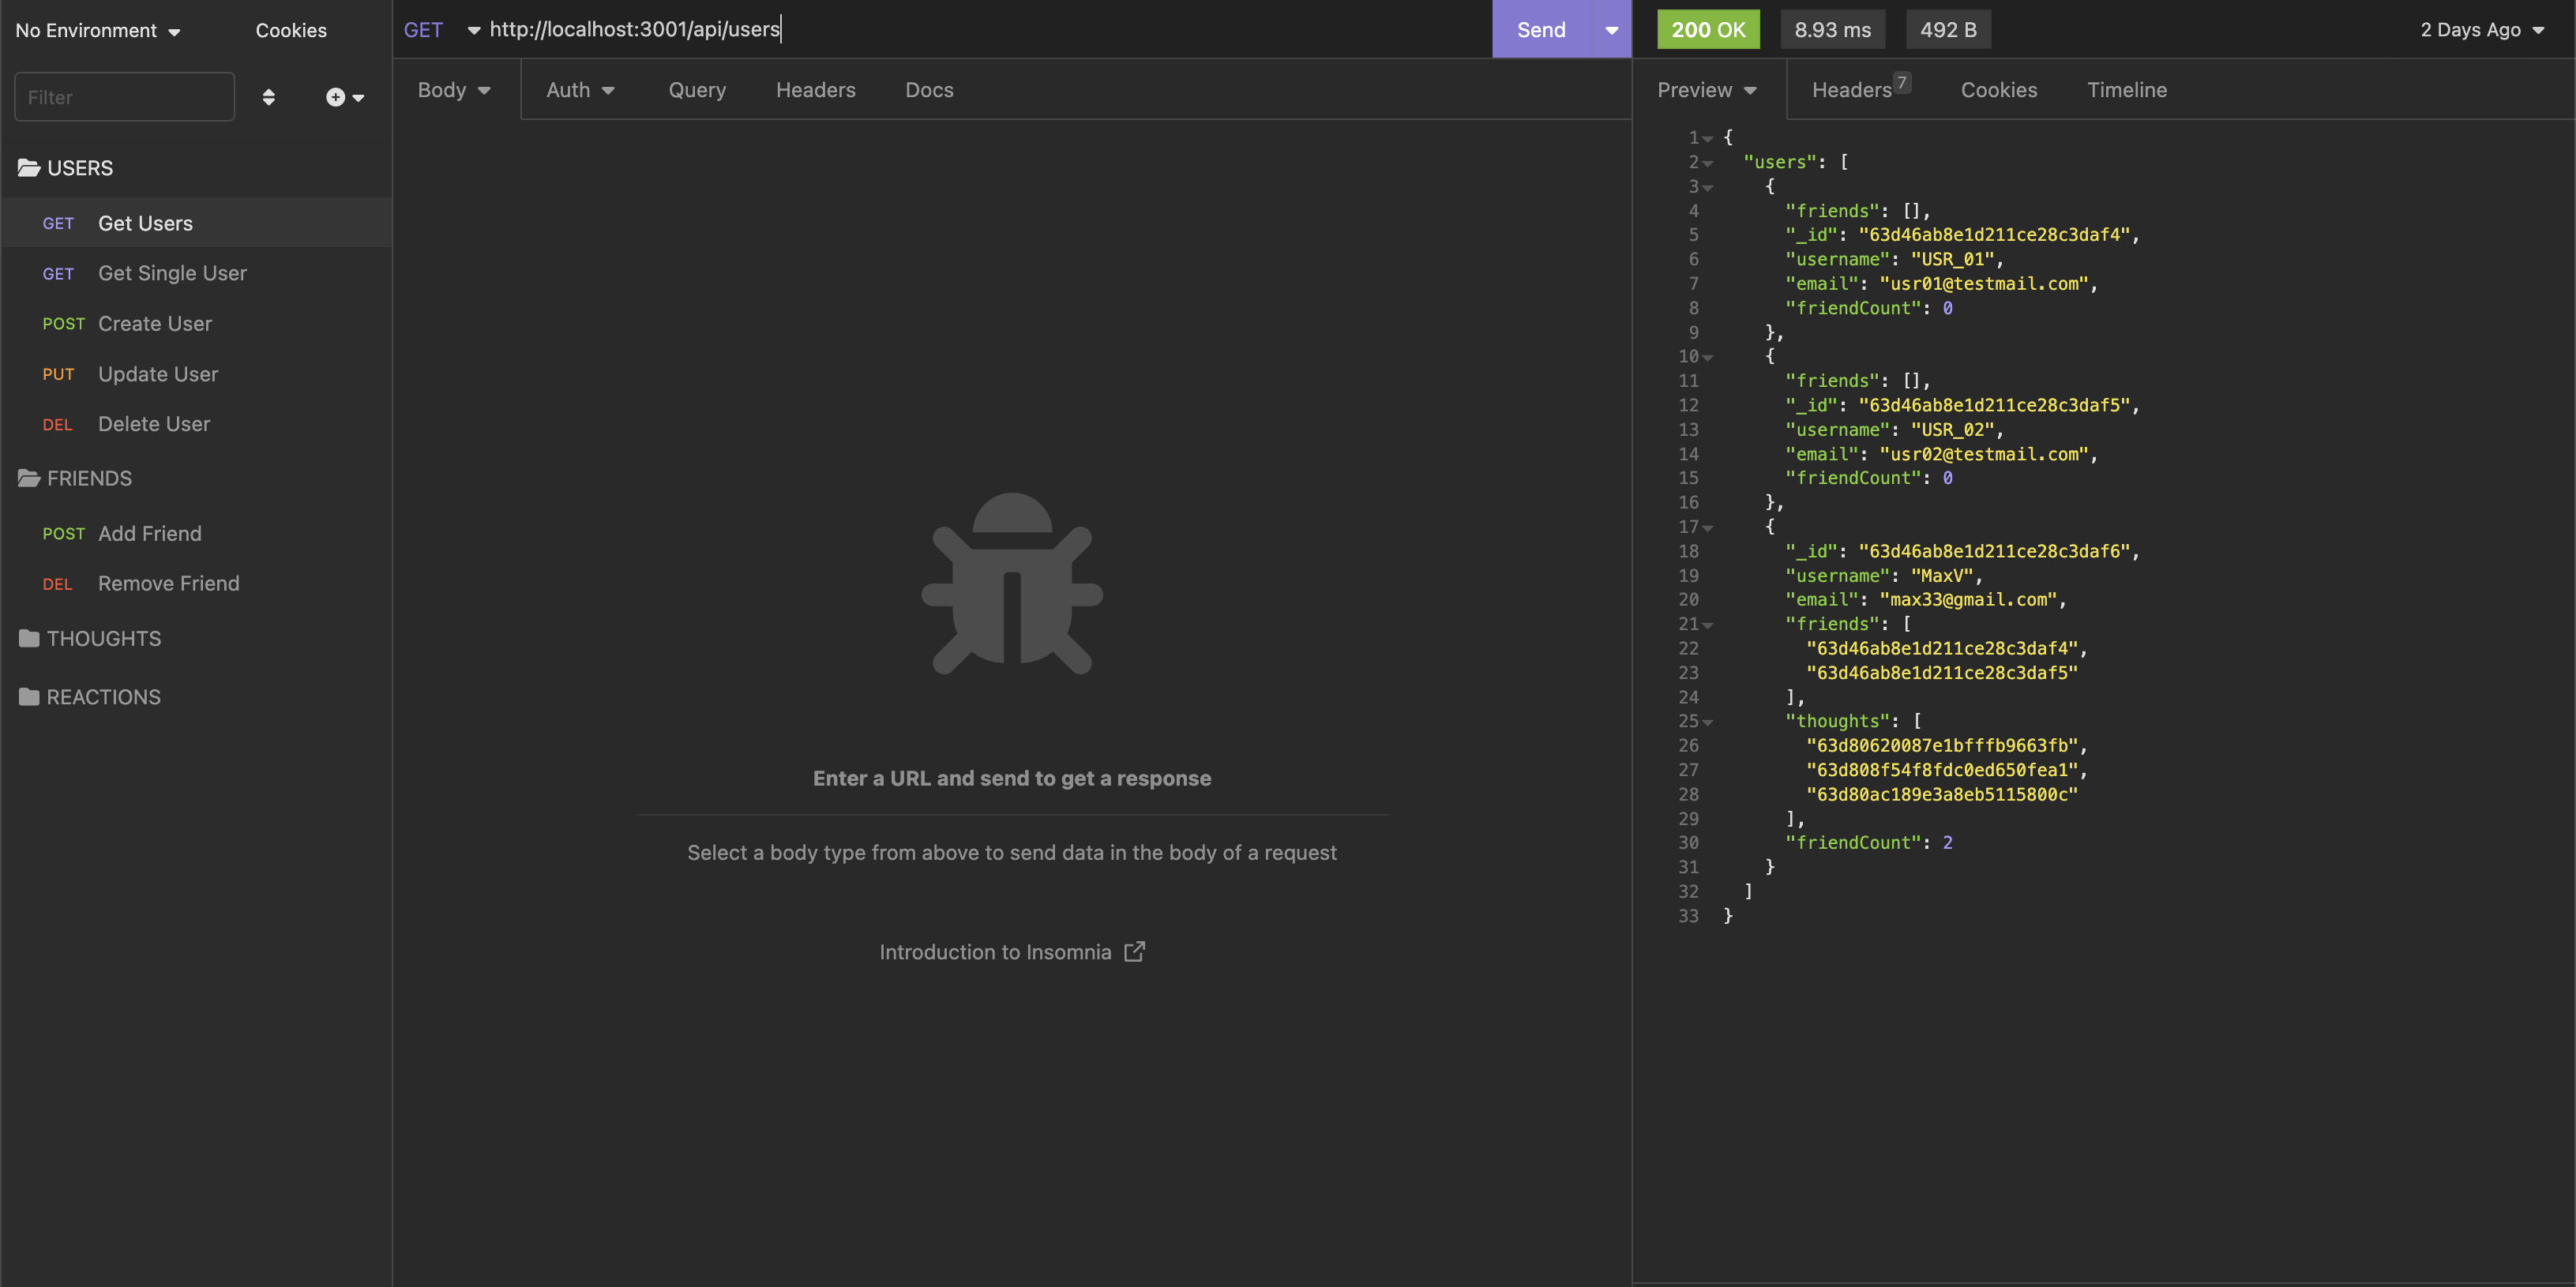 No Environment Cookies
Filter
USERS
GET Get Users
GET Get Single User
POST Create User
PUT Update User
DEL Delete User
FRIENDS
POST Add Friend
DEL Remove Friend
THOUGHTS
REACTIONS
GET http://localhost:3001/api/users Send
Body Auth Query Headers Docs
Enter a URL and send to get a response
Select a body type from above to send data in the body of a request
Introduction to Insomnia
200 OK 8.93 ms 492 B 2 Days Ago
Preview Headers 7 Cookies Timeline
1 {
2 "users": [
3 {
4 "friends": [],
5 "_id": "63d46ab8e1d211ce28c3daf4",
6 "username": "USR_01",
7 "email": "usr01@testmail.com",
8 "friendCount": 0
9 },
10 {
11 "friends": [],
12 "_id": "63d46ab8e1d211ce28c3daf5",
13 "username": "USR_02",
14 "email": "usr02@testmail.com",
15 "friendCount": 0
16 },
17 {
18 "_id": "63d46ab8e1d211ce28c3daf6",
19 "username": "MaxV",
20 "email": "max33@gmail.com",
21 "friends": [
22 "63d46ab8e1d211ce28c3daf4",
23 "63d46ab8e1d211ce28c3daf5"
24 ],
25 "thoughts": [
26 "63d80620087e1bfffb9663fb",
27 "63d808f54f8fdc0ed650fea1",
28 "63d80ac189e3a8eb5115800c"
29 ],
30 "friendCount": 2
31 }
32 ]
33 }